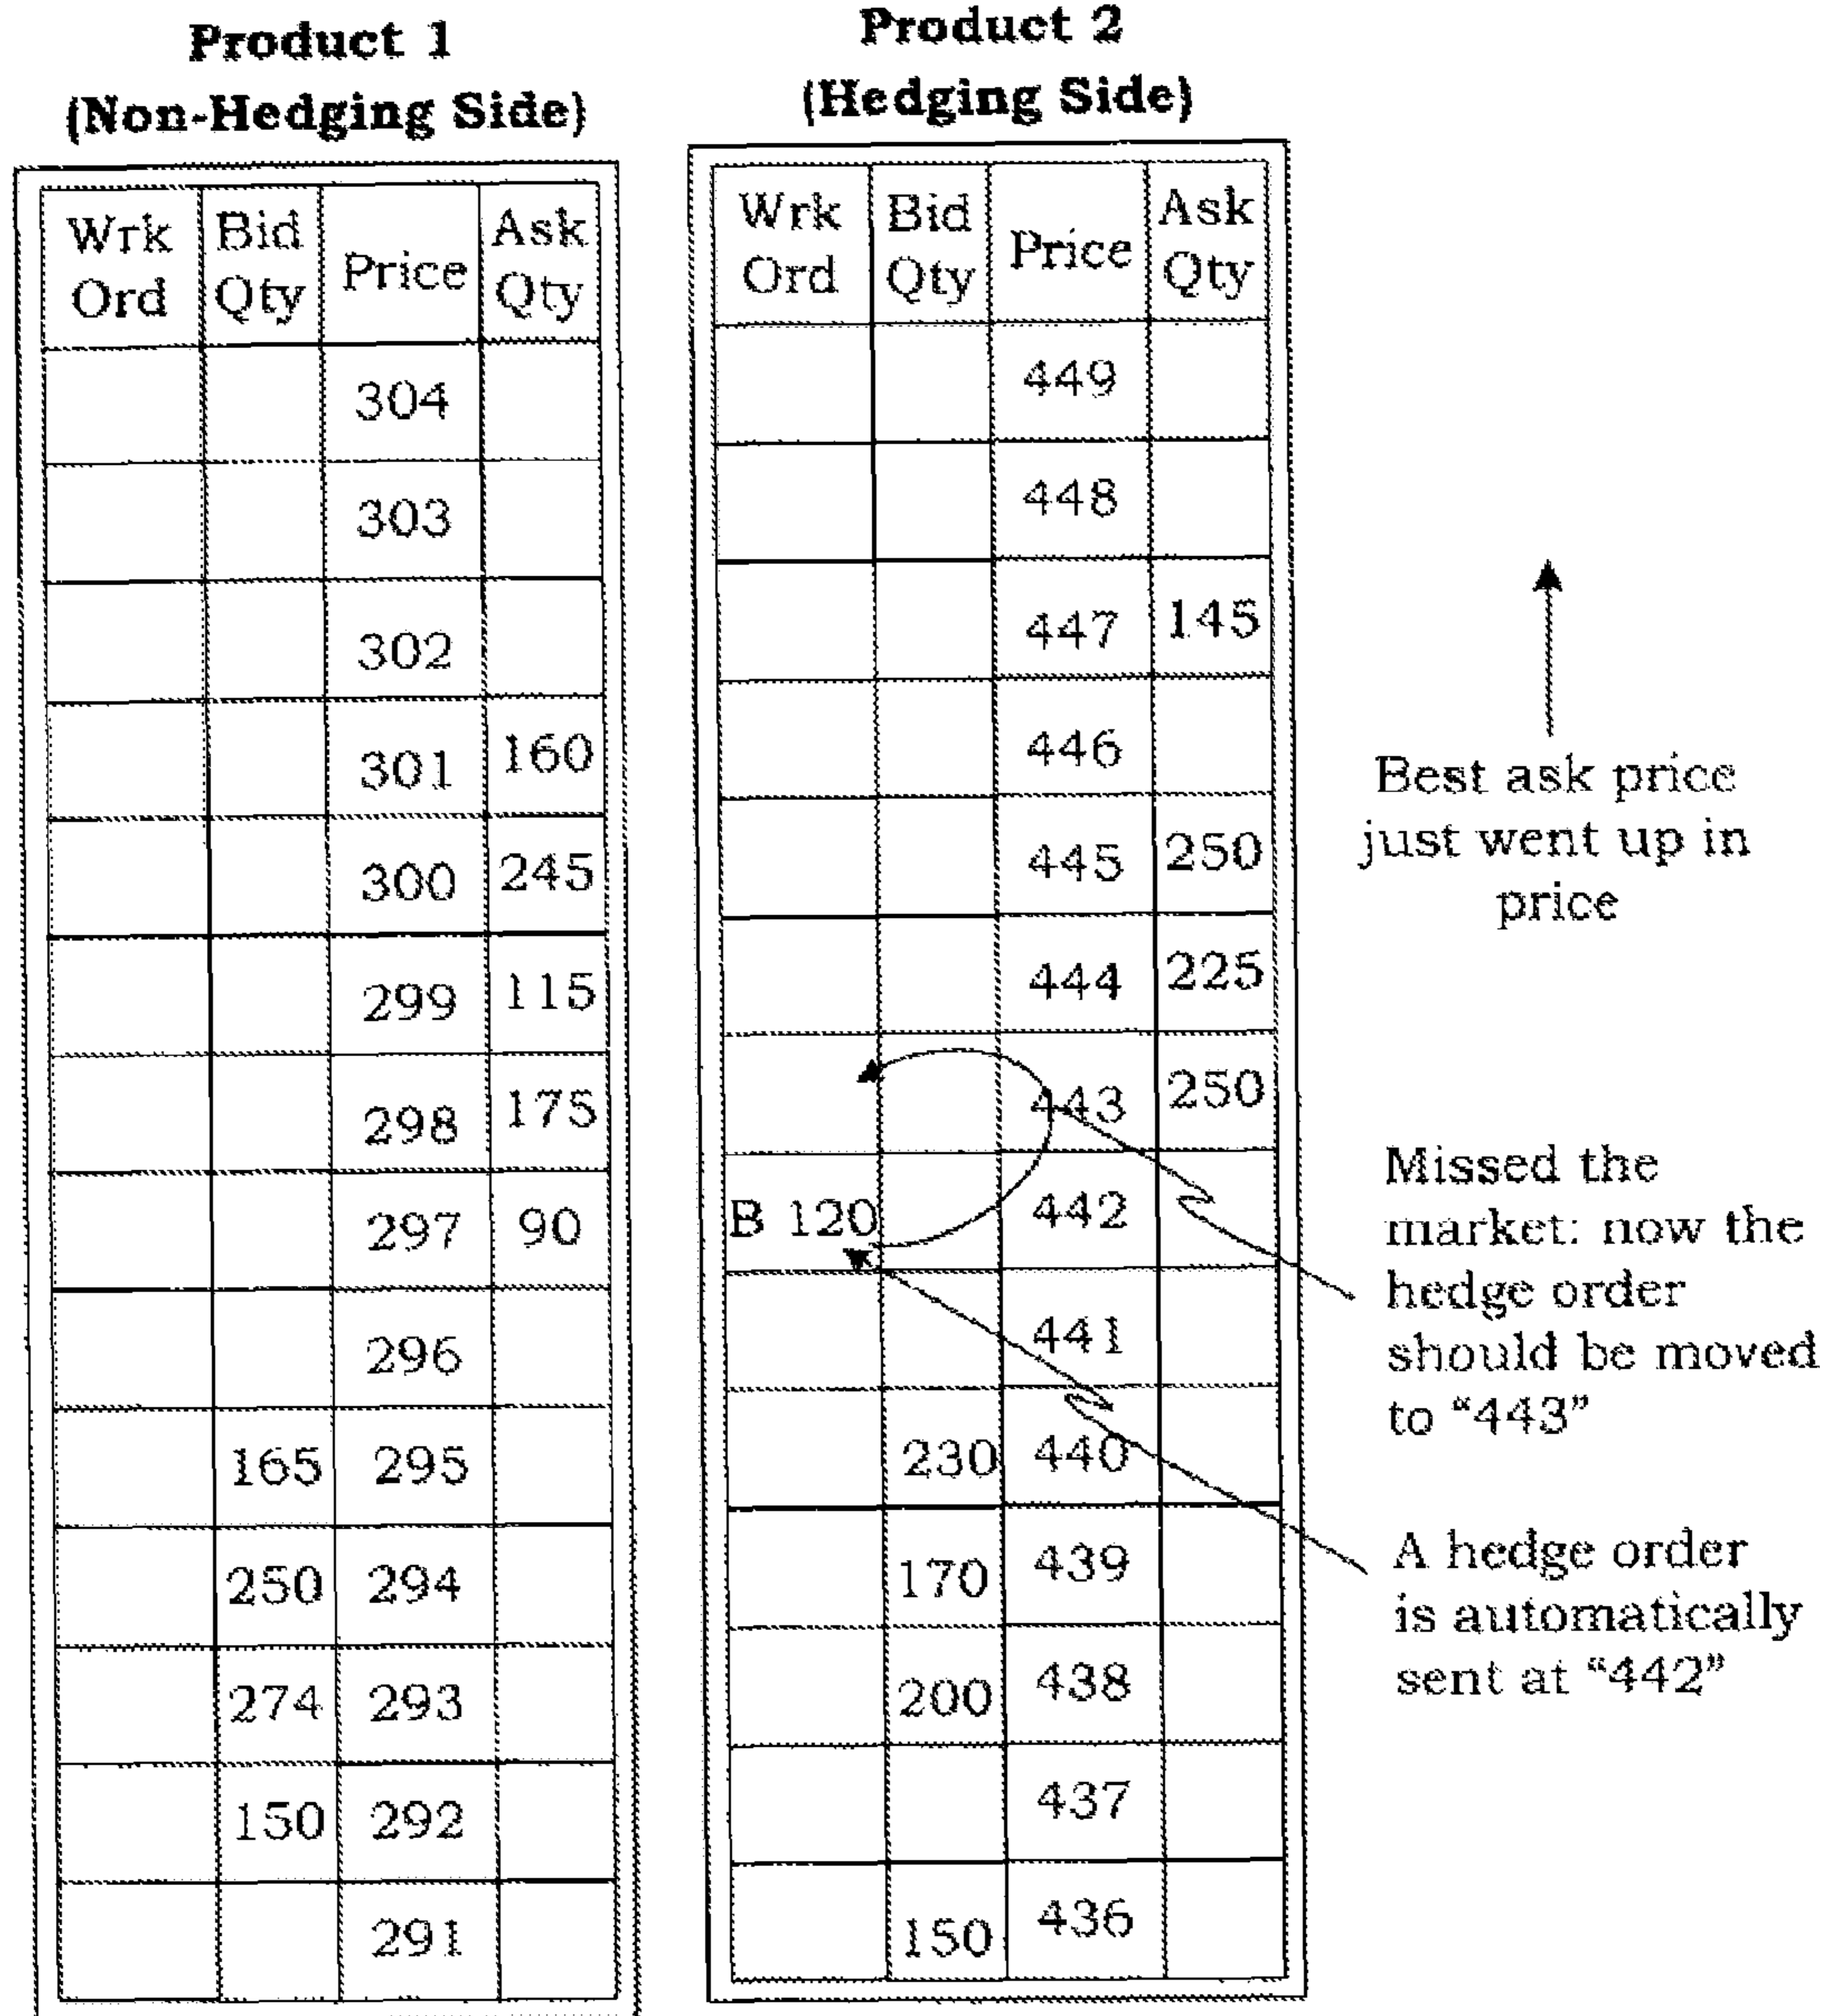 Product 1
(Non-Hedging Side)
Wrk Ord Bid Qty Price Ask Qty
304
303
302
301 160
300 245
299 115
298 175
297 90
296
165 295
250 294
274 293
150 292
291
Product 2
(Hedging Side)
Wrk Ord Bid Qty Price Ask Qty
449
448
447 145
446
445 250
444 225
443 250
B 120 442
441
230 440
170 439
200 438
437
150 436
Best ask price
just went up in
price
Missed the
market: now the
hedge order
should be moved
to “443”
A hedge order
is automatically
sent at “442”